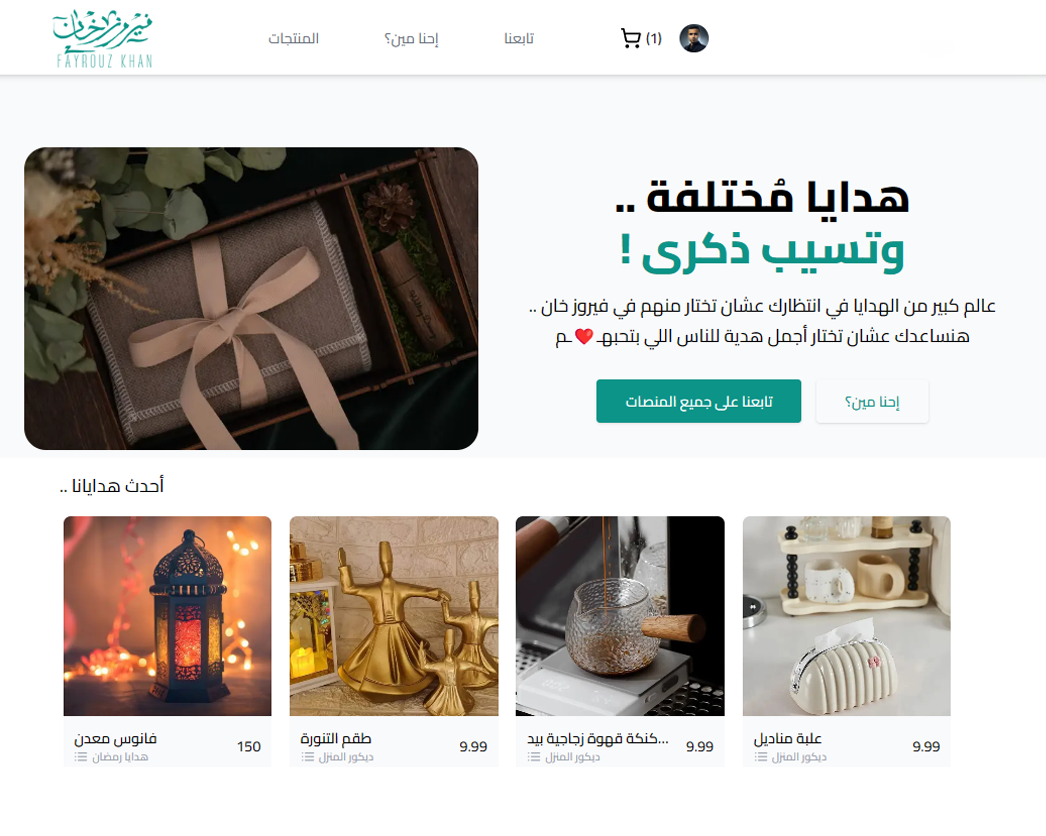 فيروز خان
FAYROUZ KHAN
المنتجات
إحنا مين؟
تابعنا
(1)
هدايا مُختلفة ..
وتسيب ذكرى !
عالم كبير من الهدايا في انتظارك عشان تختار منهم في فيروز خان ..
هنساعدك عشان تختار أجمل هدية للناس اللي بتحبهـ ❤️ ـم
إحنا مين؟
تابعنا على جميع المنصات
أحدث هدايانا ..
فانوس معدن
150
هدايا رمضان
طقم التنورة
9.99
ديكور المنزل
كنكة قهوة زجاجية بيد...
9.99
ديكور المنزل
علبة مناديل
9.99
ديكور المنزل